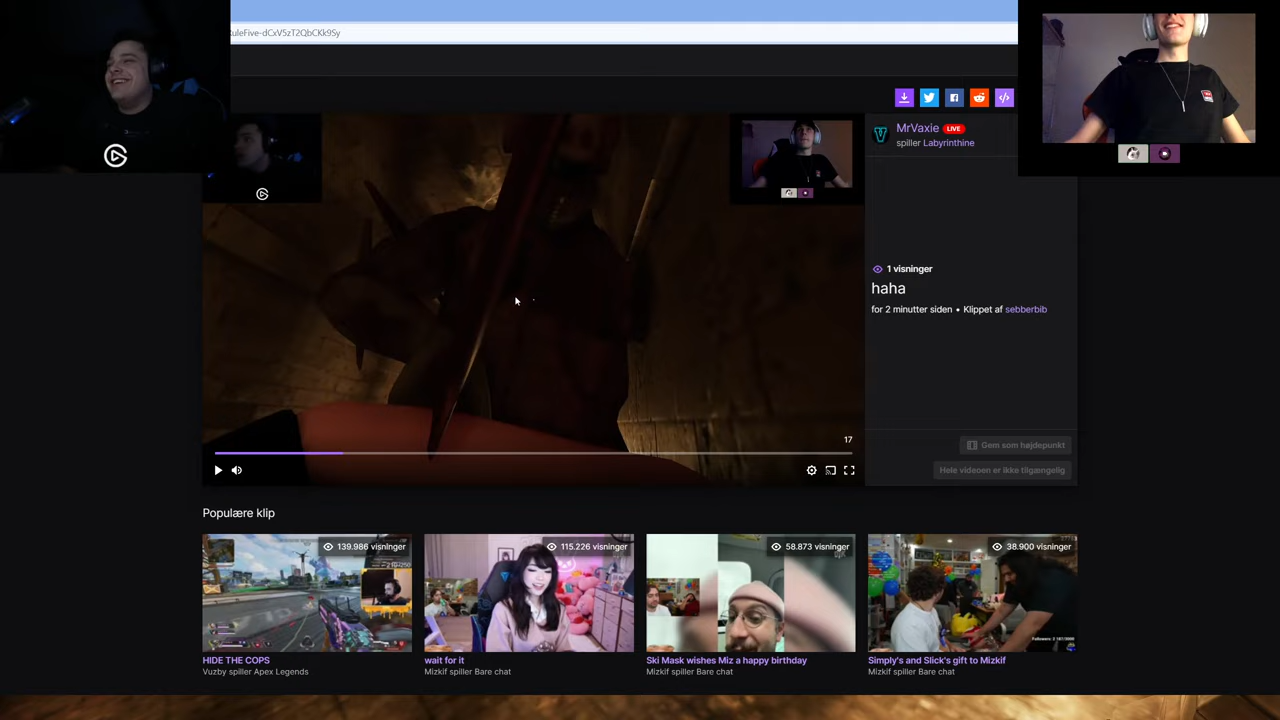 uleFive-dCxV5zT2QbCKk9Sy
MrVaxie LIVE
spiller Labyrinthine
1 visninger
haha
for 2 minutter siden • Klippet af sebberbib
17
Gem som højdepunkt
Hele videoen er ikke tilgængelig
Populære klip
139.986 visninger
115.226 visninger
58.873 visninger
38.900 visninger
HIDE THE COPS
Vuzby spiller Apex Legends
wait for it
Mizkif spiller Bare chat
Ski Mask wishes Miz a happy birthday
Mizkif spiller Bare chat
Simply's and Slick's gift to Mizkif
Mizkif spiller Bare chat